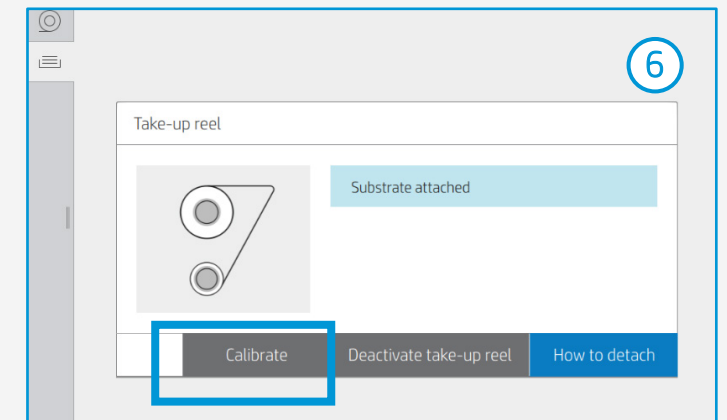 6
Take-up reel
Substrate attached
Calibrate Deactivate take-up reel How to detach